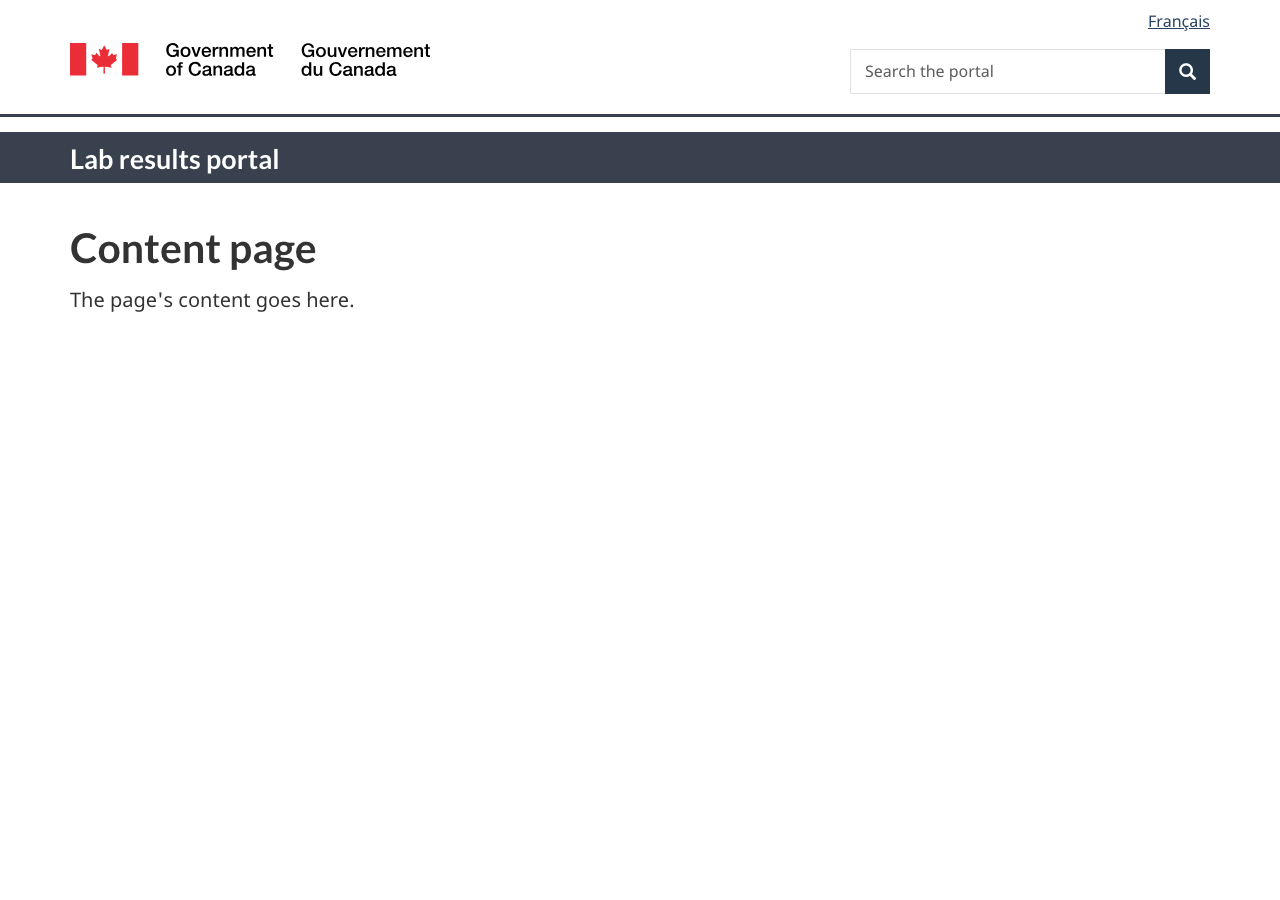 Français
Government
of Canada
Gouvernement
du Canada
Search the portal
Lab results portal
Content page
The page's content goes here.